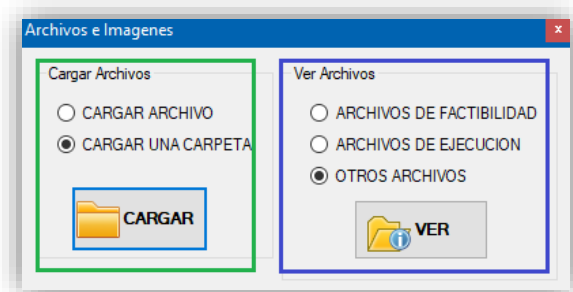 Archivos e Imagenes
x
Cargar Archivos
CARGAR ARCHIVO
CARGAR UNA CARPETA
CARGAR
Ver Archivos
ARCHIVOS DE FACTIBILIDAD
ARCHIVOS DE EJECUCION
OTROS ARCHIVOS
VER